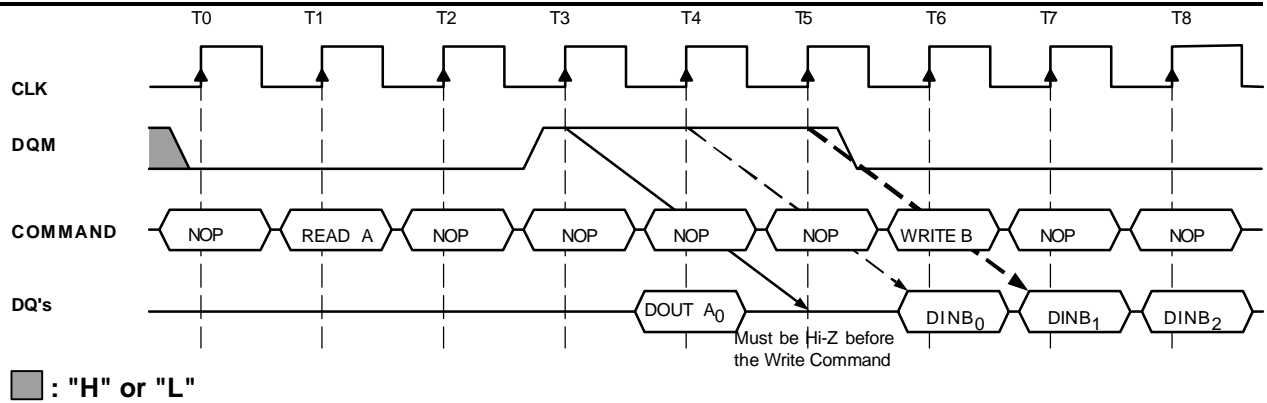 T0 T1 T2 T3 T4 T5 T6 T7 T8
CLK
DQM
COMMAND NOP READ A NOP NOP NOP NOP WRITE B NOP NOP
DQ's DOUT A0 DINB0 DINB1 DINB2
Must be Hi-Z before
the Write Command
: "H" or "L"